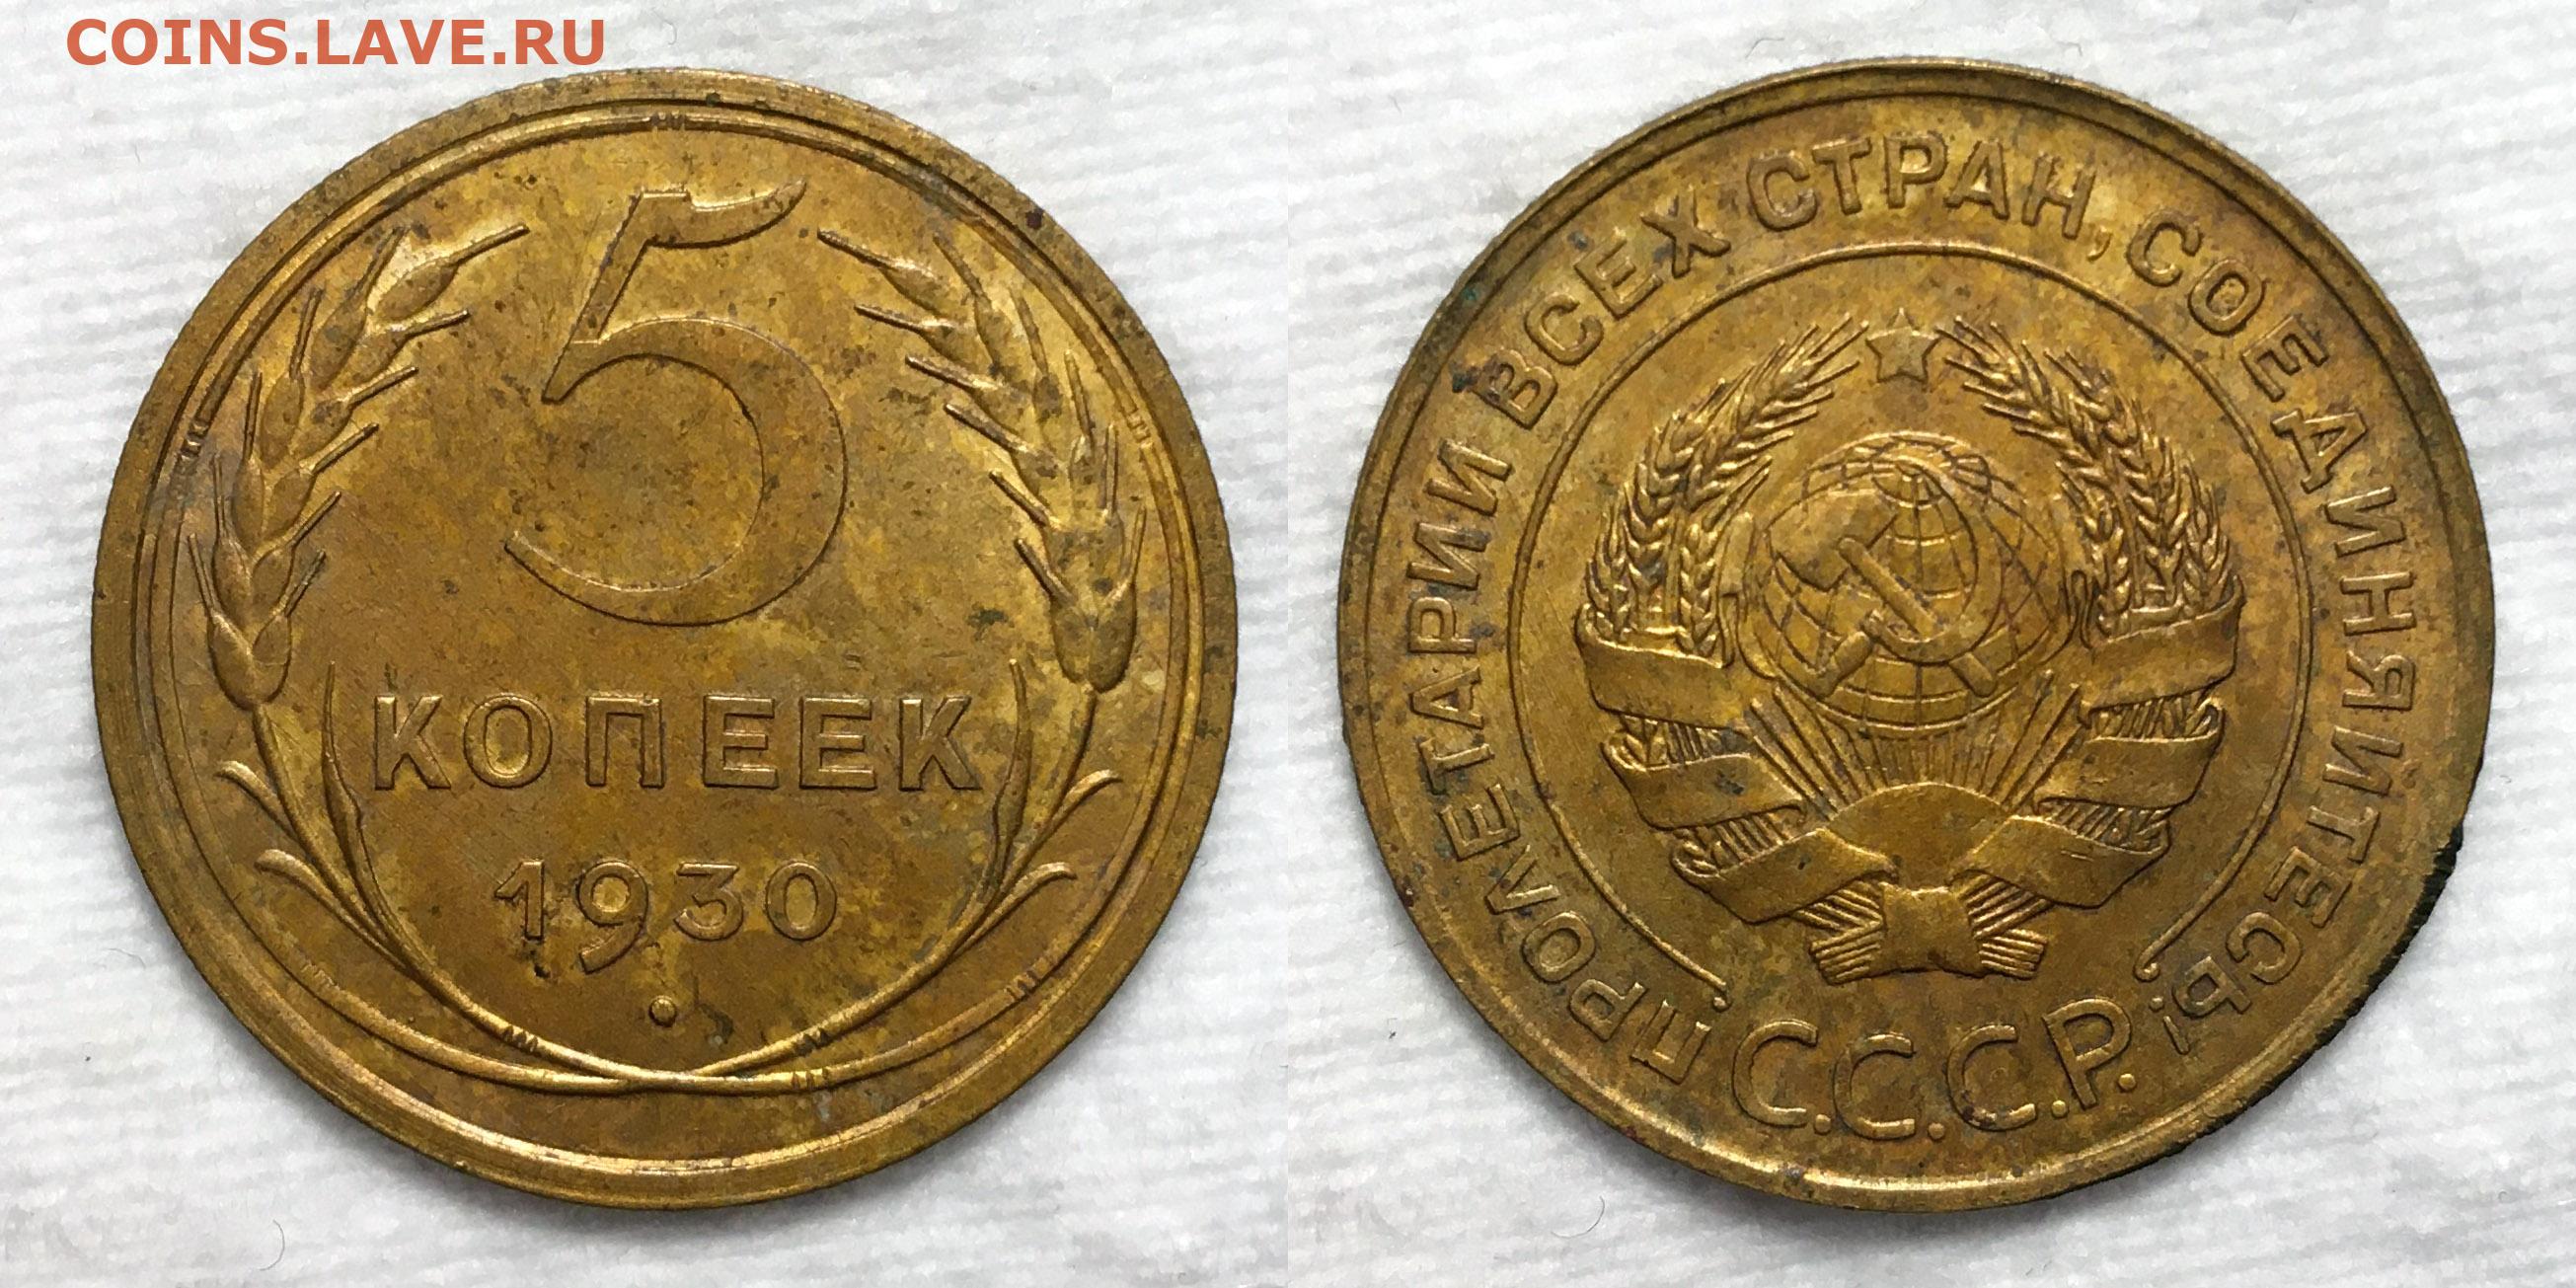 COINS.LAVE.RU
5
КОПЕЕК
1930
ПРОЛЕТАРИИ ВСЕХ СТРАН, СОЕДИНЯЙТЕСЬ!
С.С.С.Р.